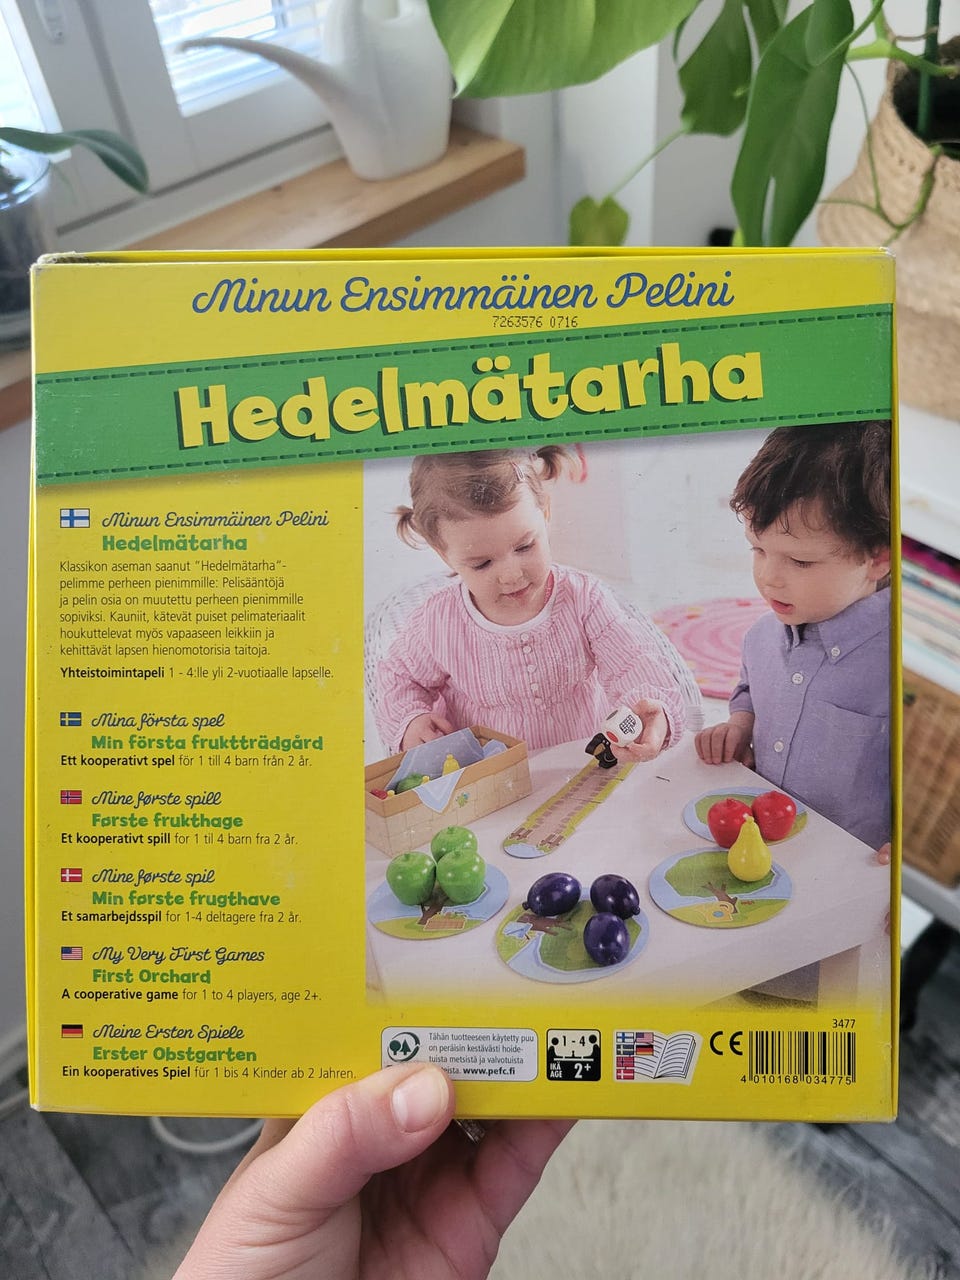 Minun Ensimmäinen Pelini
7263576 0716
Hedelmätarha
Minun Ensimmäinen Pelini
Hedelmätarha
Klassikon aseman saanut "Hedelmätarha"-
pelimme perheen pienimmille: Pelisääntöjä
ja pelin osia on muutettu perheen pienimmille
sopiviksi. Kauniit, kätevät puiset pelimateriaalit
houkuttelevat myös vapaaseen leikkiin ja
kehittävät lapsen hienomotorisia taitoja.
Yhteistoimintapeli 1 - 4:lle yli 2-vuotiaalle lapselle.
Mina första spel
Min första fruktträdgård
Ett kooperativt spel för 1 till 4 barn från 2 år.
Mine første spill
Første frukthage
Et kooperativt spill for 1 til 4 barn fra 2 år.
Mine første spil
Min første frugthave
Et samarbejdsspil for 1-4 deltagere fra 2 år.
My Very First Games
First Orchard
A cooperative game for 1 to 4 players, age 2+.
Meine Ersten Spiele
Erster Obstgarten
Ein kooperatives Spiel für 1 bis 4 Kinder ab 2 Jahren.
Tähän tuotteeseen käytetty puu
on peräisin kestävästi hoide-
tuista metsistä ja valvotuista
www.pefc.fi
1 - 4
IKÄ
AGE 2+
CE
3477
4 010168 034775